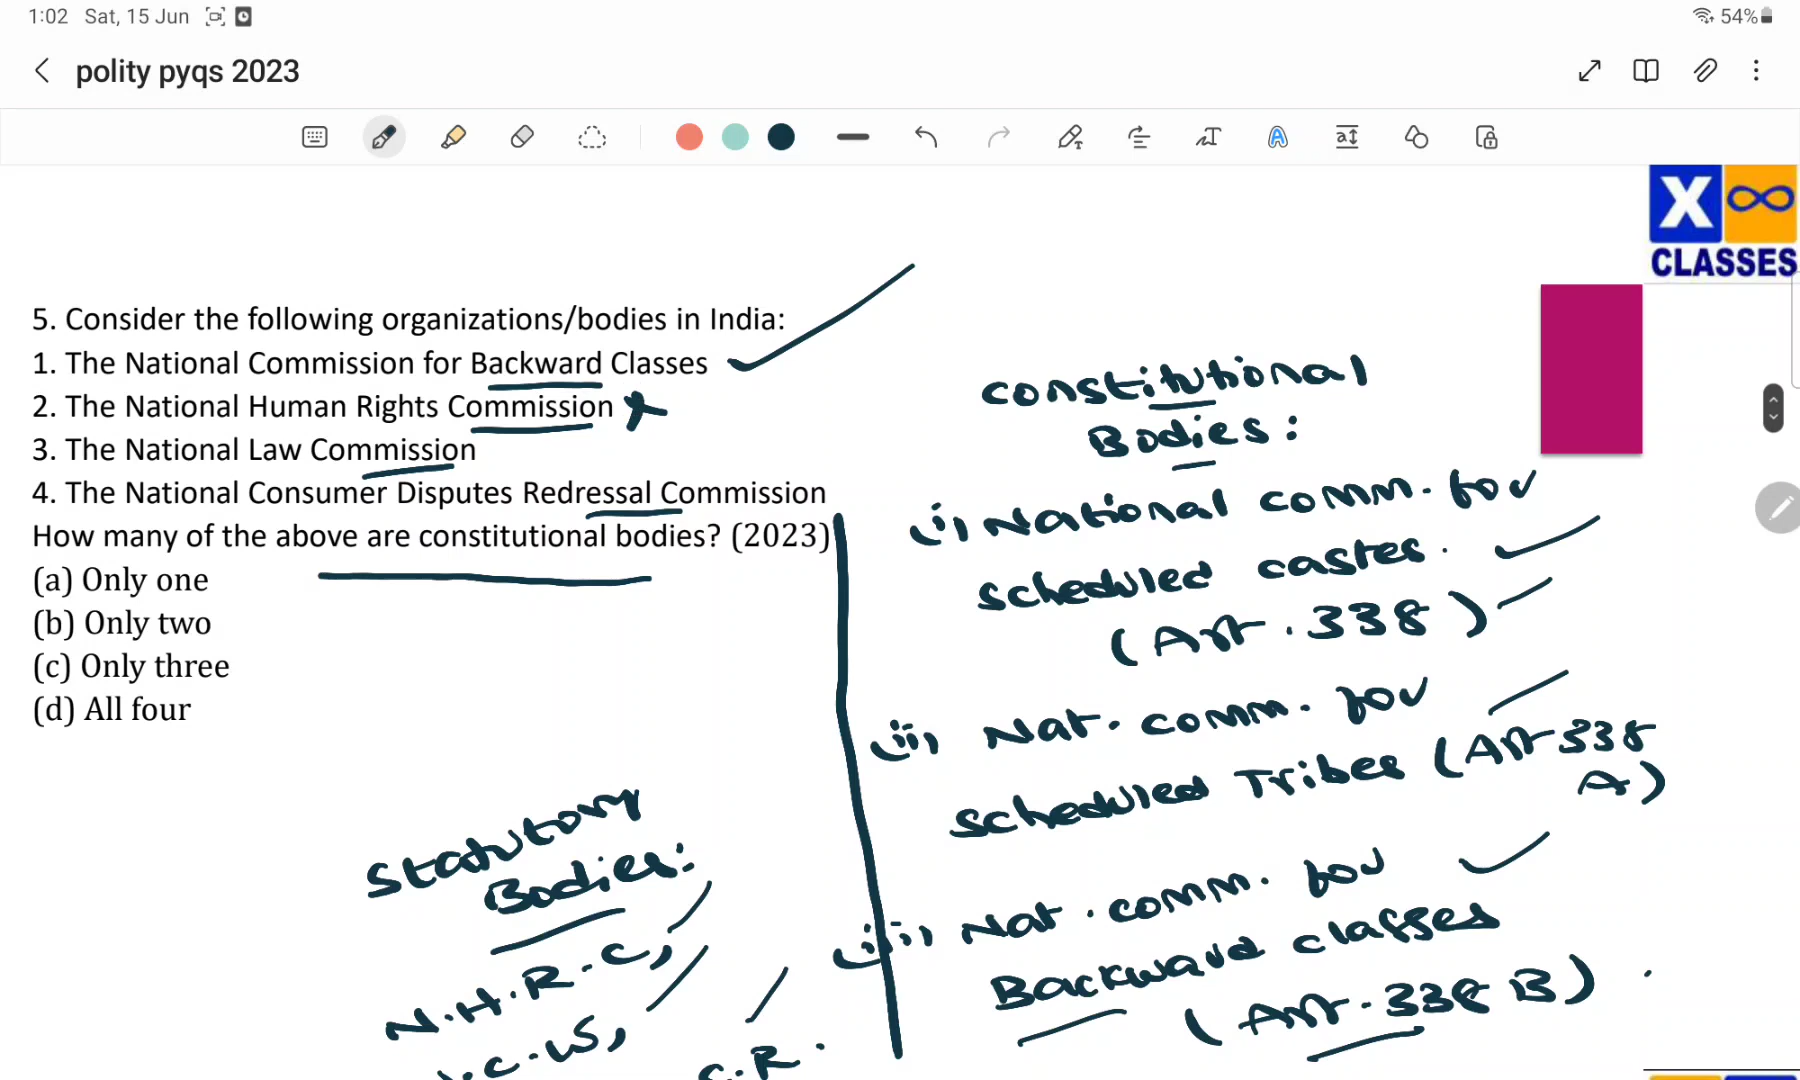 1:02 Sat, 15 Jun
54%
polity pyqs 2023
X∞
CLASSES
5. Consider the following organizations/bodies in India:
1. The National Commission for Backward Classes
2. The National Human Rights Commission
3. The National Law Commission
4. The National Consumer Disputes Redressal Commission
How many of the above are constitutional bodies? (2023)
(a) Only one
(b) Only two
(c) Only three
(d) All four
Statutory
Bodies:
N.H.R.C,
.C.W,
C.R.
Constitutional
Bodies:
(i) National comm. for
scheduled castes.
(Art. 338)
(ii) Nat. comm. for
scheduled Tribes (Art 338
A)
(iii) Nat. comm. for
Backward classes
(Art. 338 B)